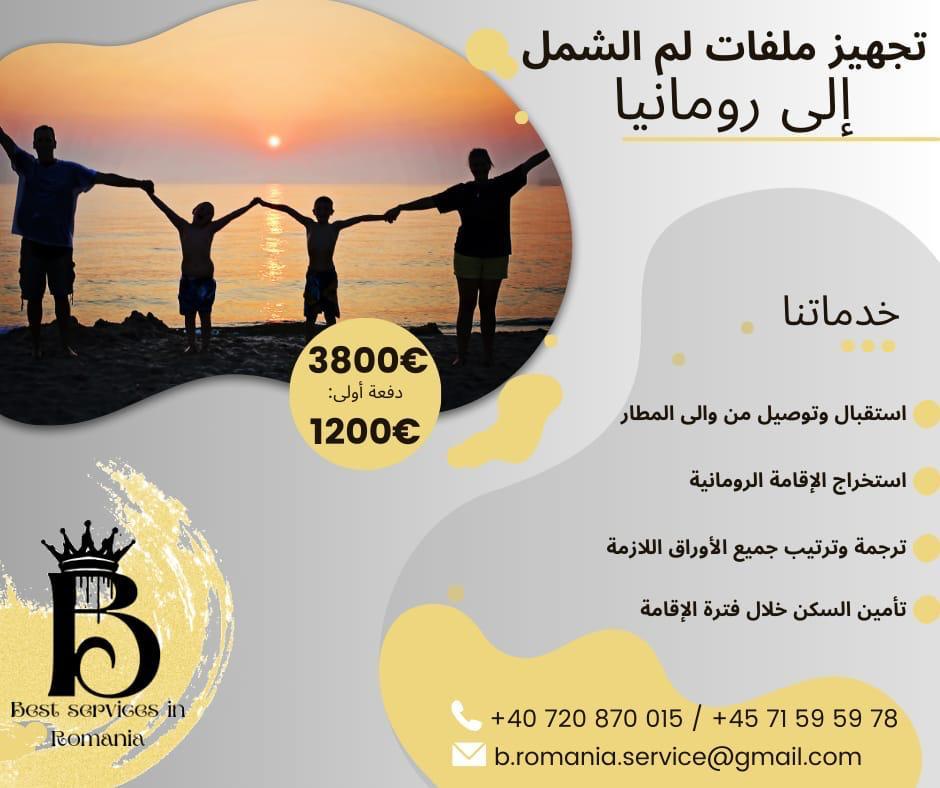 تجهيز ملفات لم الشمل
إلى رومانيا
3800€
دفعة أولى:
1200€
خدماتنا
استقبال وتوصيل من والى المطار
استخراج الإقامة الرومانية
ترجمة وترتيب جميع الأوراق اللازمة
تأمين السكن خلال فترة الإقامة
B
Best services in
Romania
+40 720 870 015 / +45 71 59 59 78
b.romania.service@gmail.com